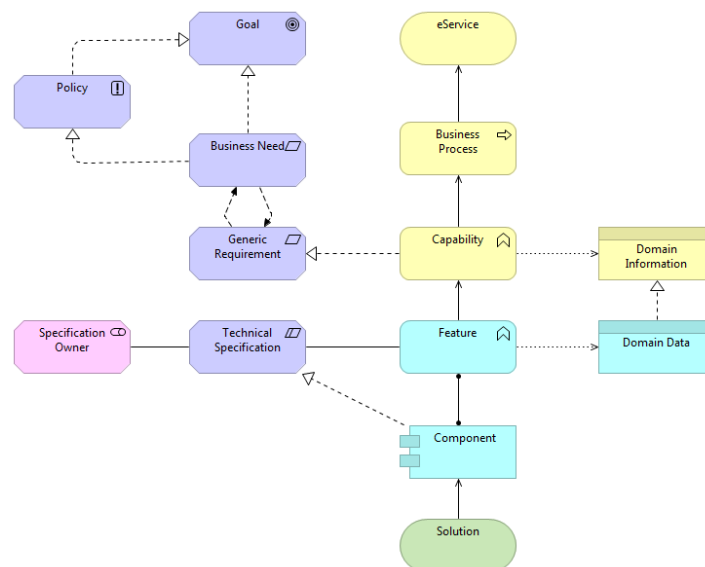 Goal
eService
Policy
Business Need
Business
Process
Generic
Requirement
Capability
Domain
Information
Specification
Owner
Technical
Specification
Feature
Domain Data
Component
Solution